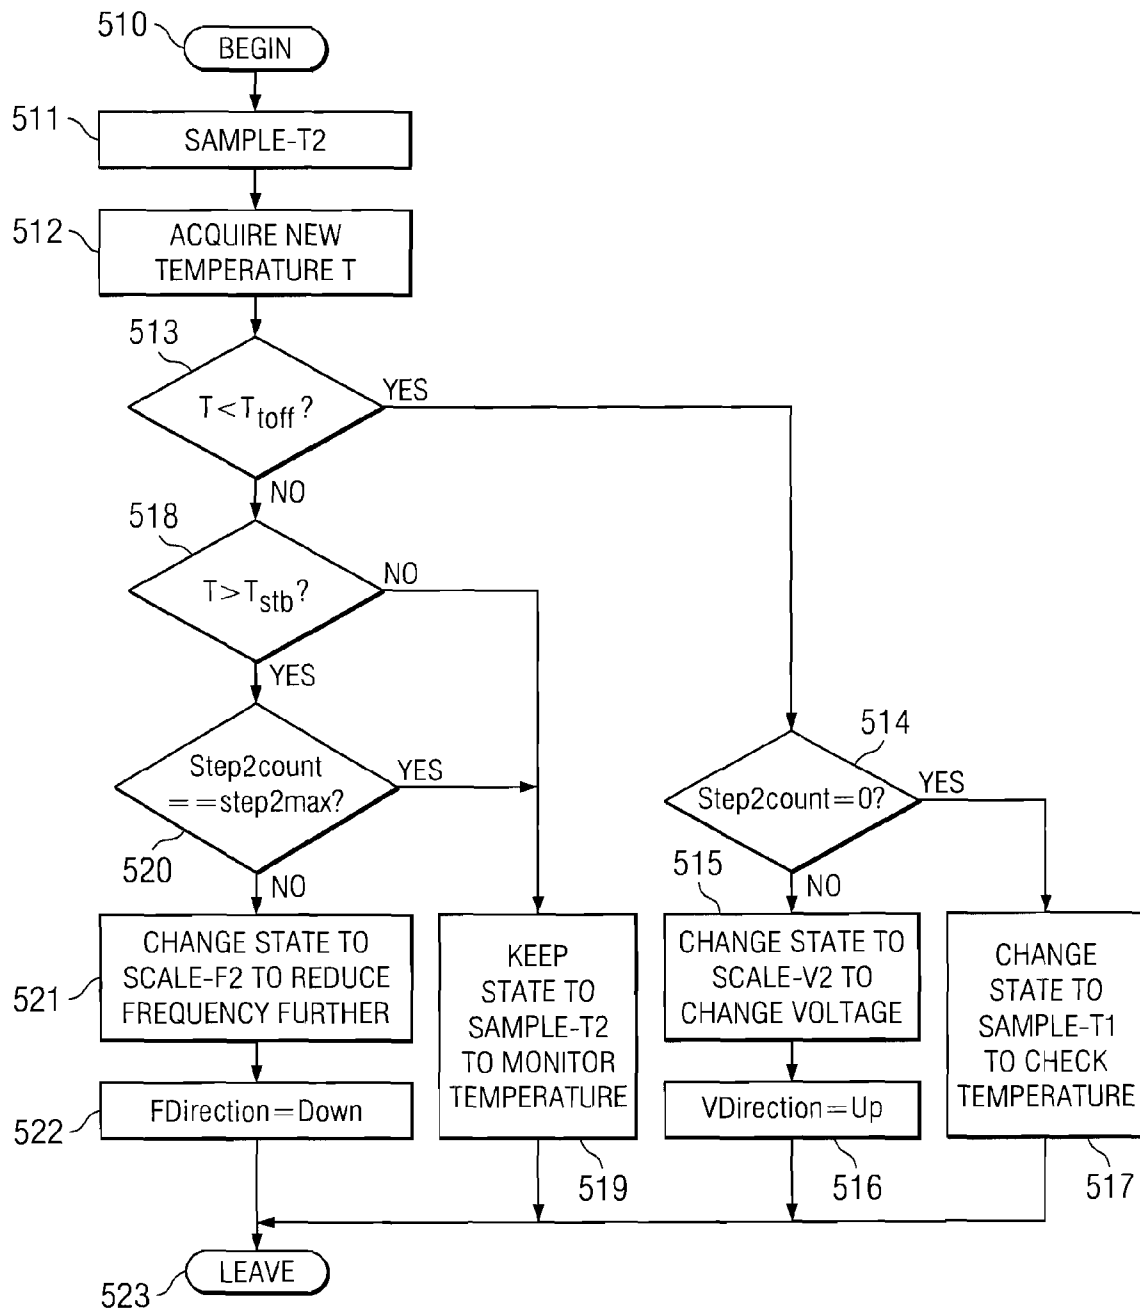 510
BEGIN
511
SAMPLE-T2
512
ACQUIRE NEW
TEMPERATURE T
513
T<T_toff?
YES
NO
518
T>T_stb?
NO
YES
Step2count
==step2max?
YES
520
NO
514
Step2count=0?
YES
515
NO
521
CHANGE STATE TO
SCALE-F2 TO REDUCE
FREQUENCY FURTHER
KEEP
STATE TO
SAMPLE-T2
TO MONITOR
TEMPERATURE
CHANGE STATE TO
SCALE-V2 TO
CHANGE VOLTAGE
CHANGE
STATE TO
SAMPLE-T1
TO CHECK
TEMPERATURE
522
FDirection=Down
VDirection=Up
519
516
517
523
LEAVE